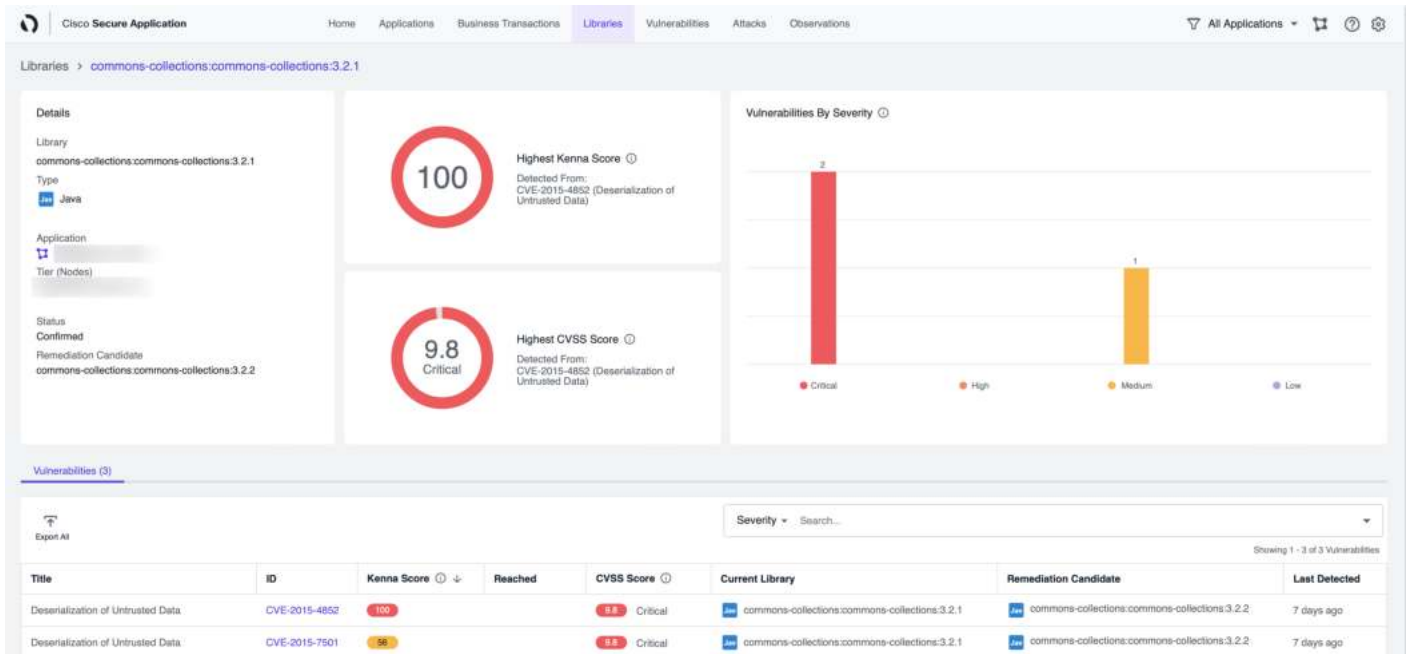 Cisco Secure Application
Home Applications Business Transactions Libraries Vulnerabilities Attacks Observations
All Applications
Libraries > commons-collections:commons-collections:3.2.1
Details
Library
commons-collections:commons-collections:3.2.1
Type
Java
Application
Tier (Nodes)
Status
Confirmed
Remediation Candidate
commons-collections:commons-collections:3.2.2
100
Highest Kenna Score
Detected From:
CVE-2015-4852 (Deserialization of
Untrusted Data)
9.8
Critical
Highest CVSS Score
Detected From:
CVE-2015-4852 (Deserialization of
Untrusted Data)
Vulnerabilities By Severity
2
1
Critical High Medium Low
Vulnerabilities (3)
Export All
Severity Search...
Showing 1 - 3 of 3 Vulnerabilities
Title ID Kenna Score Reached CVSS Score Current Library Remediation Candidate Last Detected
Deserialization of Untrusted Data CVE-2015-4852 100 9.8 Critical commons-collections:commons-collections:3.2.1 commons-collections:commons-collections:3.2.2 7 days ago
Deserialization of Untrusted Data CVE-2015-7501 56 9.8 Critical commons-collections:commons-collections:3.2.1 commons-collections:commons-collections:3.2.2 7 days ago